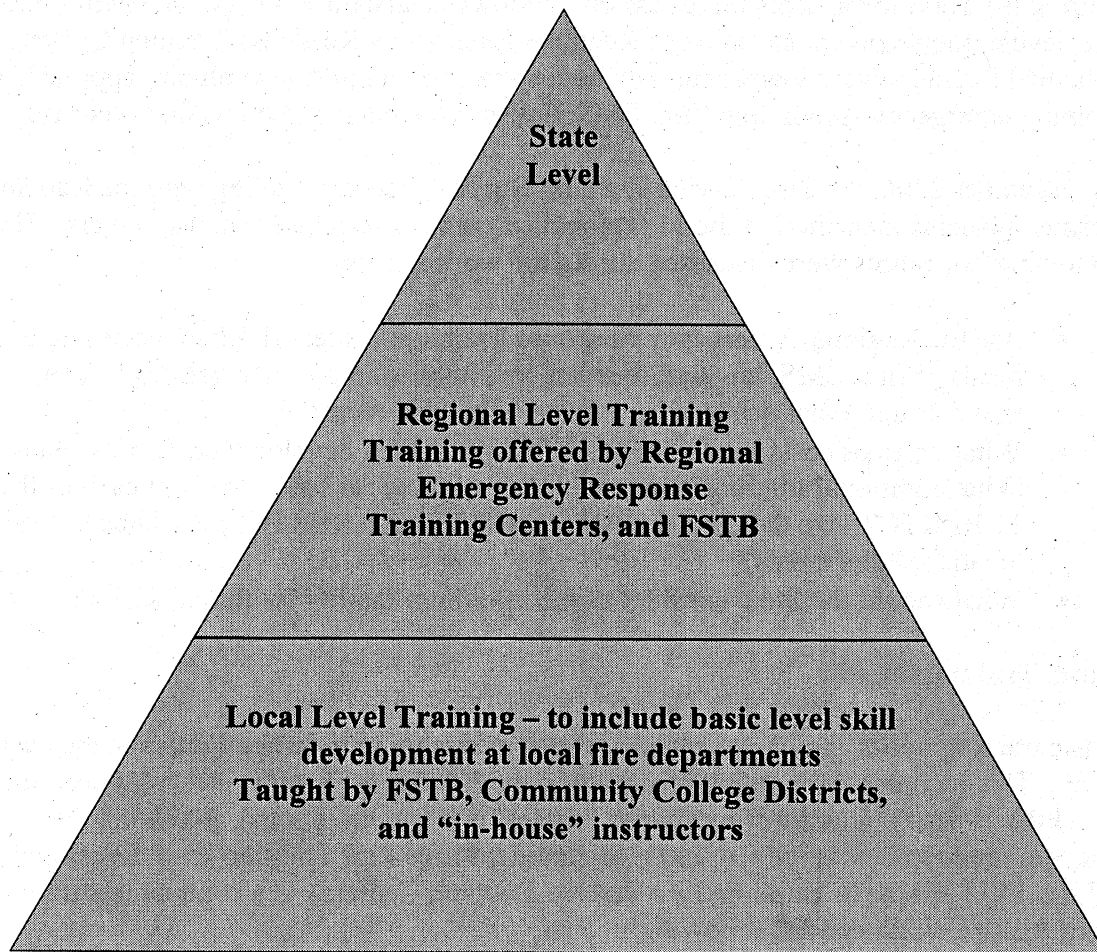 State
Level
Regional Level Training
Training offered by Regional
Emergency Response
Training Centers, and FSTB
Local Level Training – to include basic level skill
development at local fire departments
Taught by FSTB, Community College Districts,
and “in-house” instructors